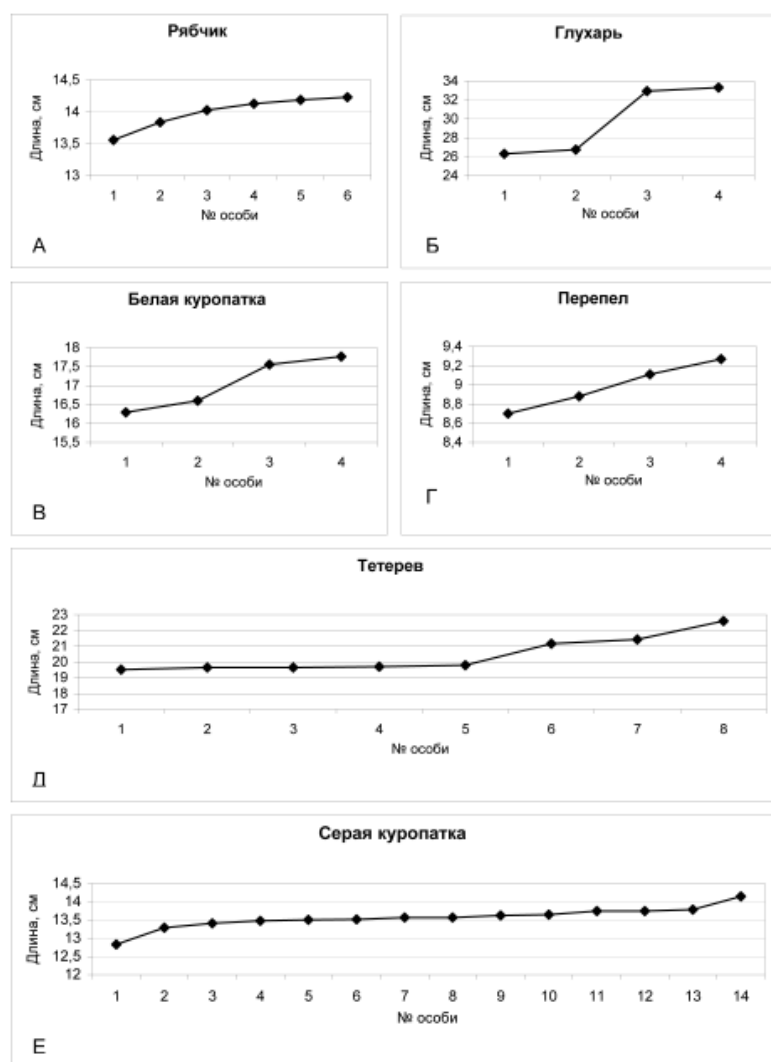 Рябчик
14,5
14
13,5
13
Длина, см
1 2 3 4 5 6
№ особи
А
Глухарь
34
32
30
28
26
24
Длина, см
1 2 3 4
№ особи
Б
Белая куропатка
18
17,5
17
16,5
16
15,5
Длина, см
1 2 3 4
№ особи
В
Перепел
9,4
9,2
9
8,8
8,6
8,4
Длина, см
1 2 3 4
№ особи
Г
Тетерев
23
22
21
20
19
18
17
Длина, см
1 2 3 4 5 6 7 8
№ особи
Д
Серая куропатка
14,5
14
13,5
13
12,5
12
Длина, см
1 2 3 4 5 6 7 8 9 10 11 12 13 14
№ особи
Е